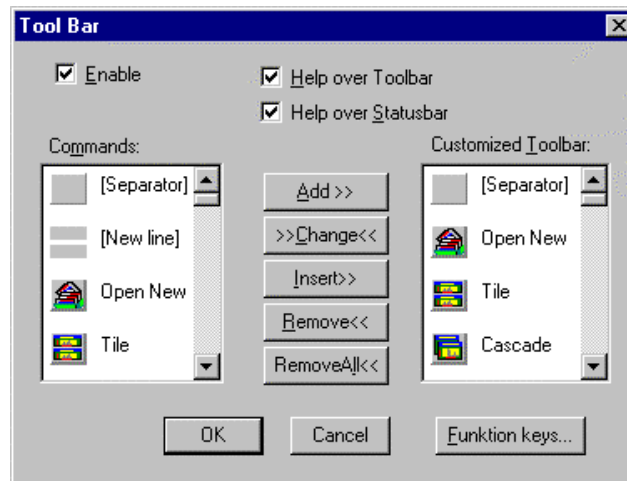 Tool Bar
Enable
Help over Toolbar
Help over Statusbar
Commands:
[Separator]
[New line]
Open New
Tile
Add >>
>>Change<<
Insert>>
Remove<<
RemoveAll<<
Customized Toolbar:
[Separator]
Open New
Tile
Cascade
OK
Cancel
Funktion keys...